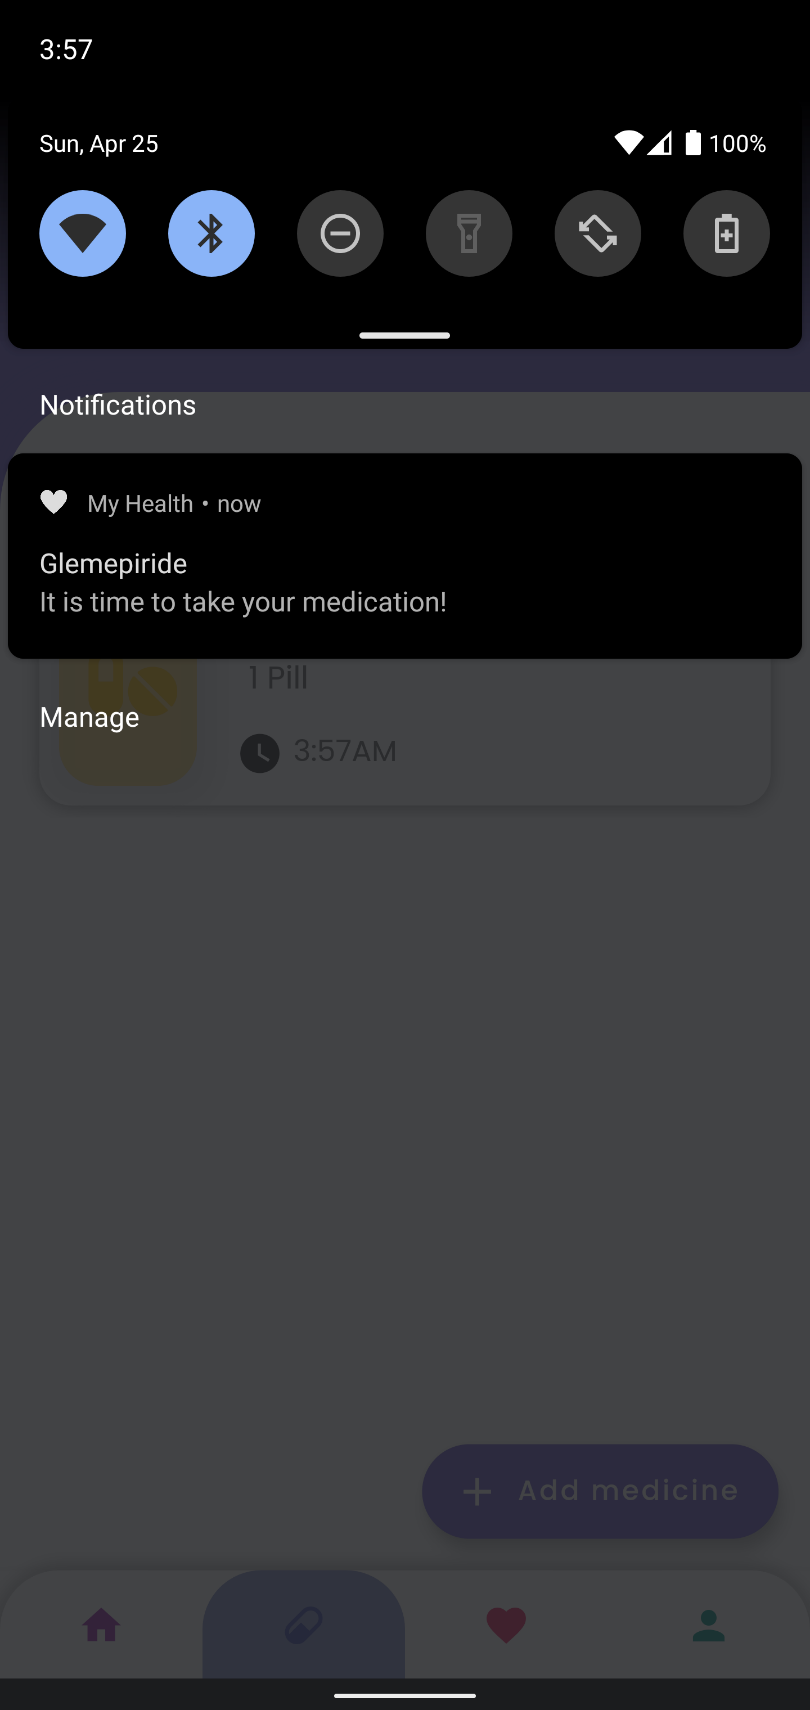 3:57
Sun, Apr 25
100%
Notifications
My Health • now
Glemepiride
It is time to take your medication!
1 Pill
Manage
3:57AM
+ Add medicine